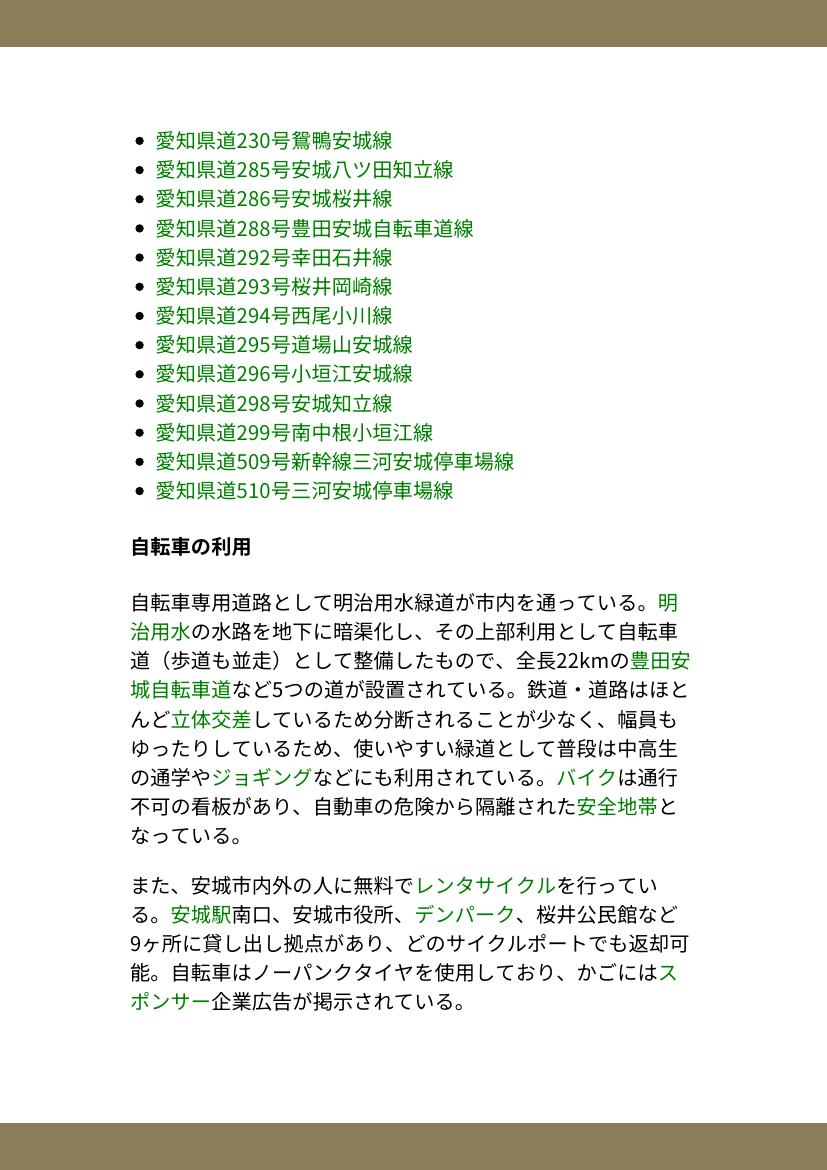 愛知県道230号鴛鴨安城線
愛知県道285号安城八ツ田知立線
愛知県道286号安城桜井線
愛知県道288号豊田安城自転車道線
愛知県道292号幸田石井線
愛知県道293号桜井岡崎線
愛知県道294号西尾小川線
愛知県道295号道場山安城線
愛知県道296号小垣江安城線
愛知県道298号安城知立線
愛知県道299号南中根小垣江線
愛知県道509号新幹線三河安城停車場線
愛知県道510号三河安城停車場線
自転車の利用
自転車専用道路として明治用水緑道が市内を通っている。明
治用水の水路を地下に暗渠化し、その上部利用として自転車
道（歩道も並走）として整備したもので、全長22kmの豊田安
城自転車道など5つの道が設置されている。鉄道・道路はほと
んど立体交差しているため分断されることが少なく、幅員も
ゆったりしているため、使いやすい緑道として普段は中高生
の通学やジョギングなどにも利用されている。バイクは通行
不可の看板があり、自動車の危険から隔離された安全地帯と
なっている。
また、安城市内外の人に無料でレンタサイクルを行ってい
る。安城駅南口、安城市役所、デンパーク、桜井公民館など
9ヶ所に貸し出し拠点があり、どのサイクルポートでも返却可
能。自転車はノーパンクタイヤを使用しており、かごにはス
ポンサー企業広告が掲示されている。